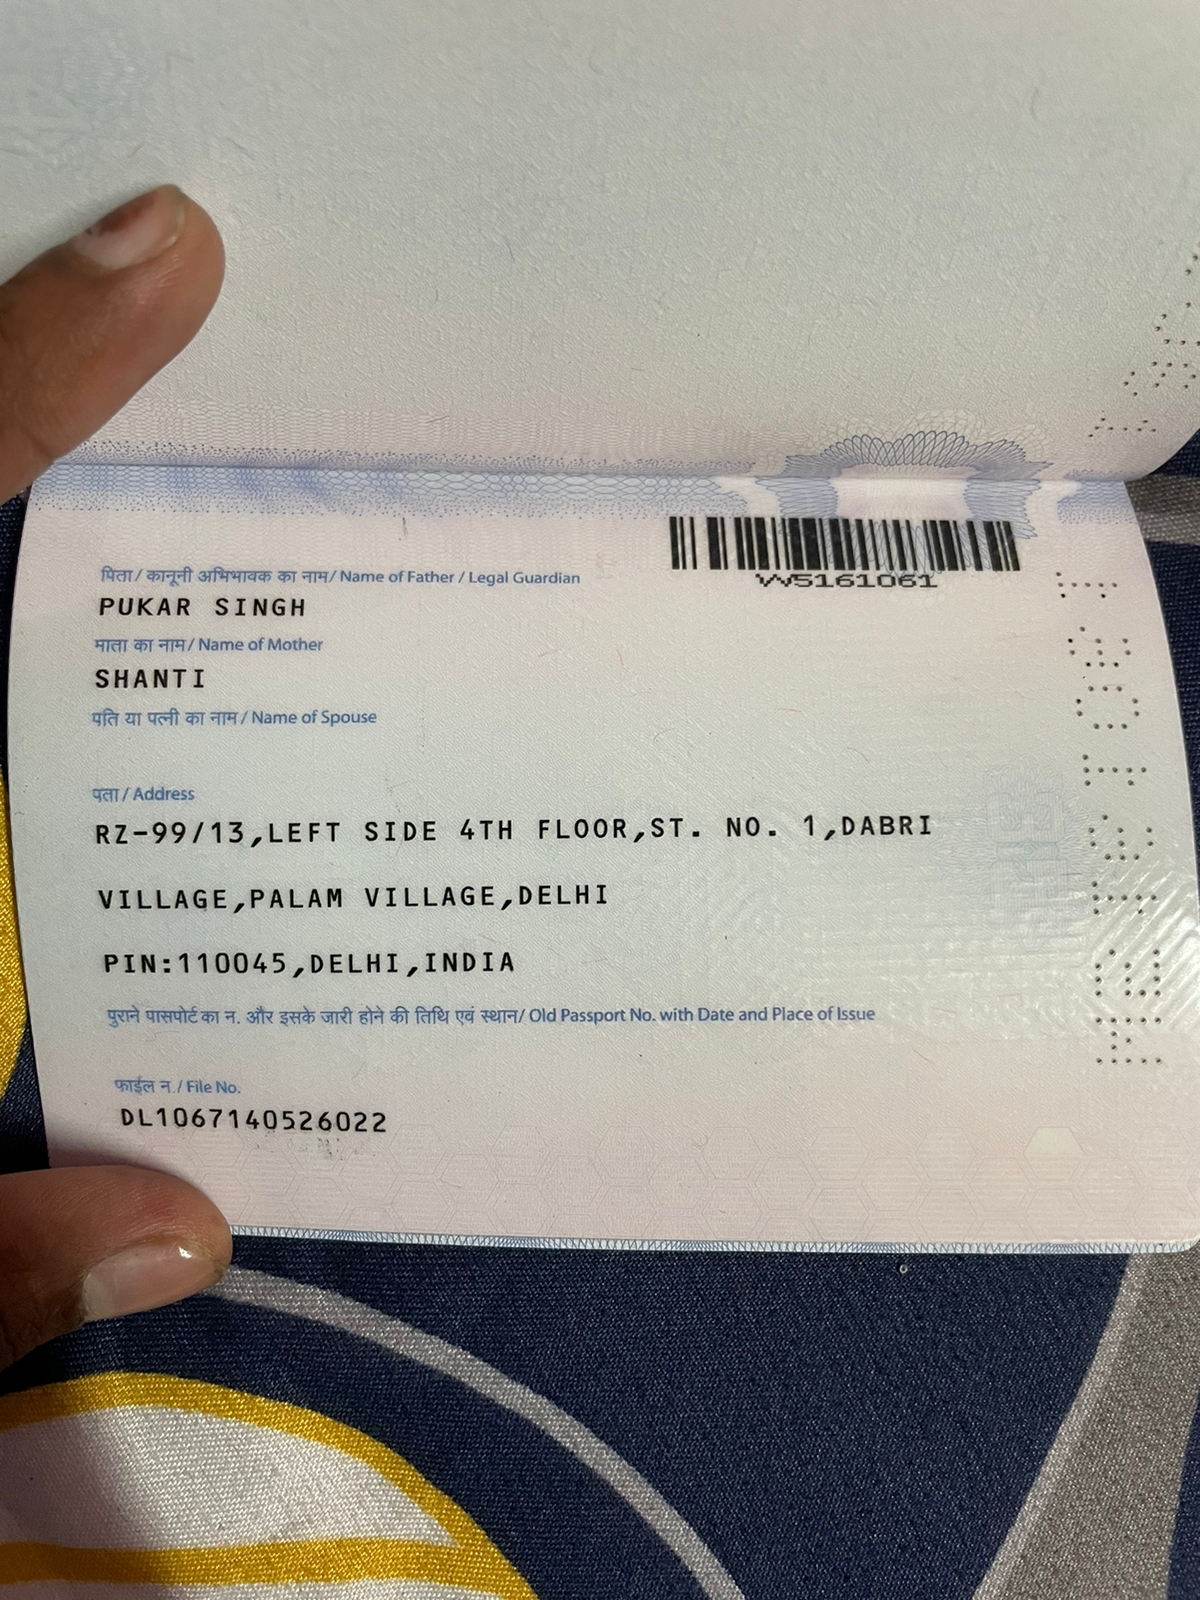 VV5161061
पिता / कानूनी अभिभावक का नाम / Name of Father / Legal Guardian
PUKAR SINGH
माता का नाम / Name of Mother
SHANTI
पति या पत्नी का नाम / Name of Spouse
पता / Address
RZ-99/13,LEFT SIDE 4TH FLOOR,ST. NO. 1,DABRI
VILLAGE,PALAM VILLAGE,DELHI
PIN:110045,DELHI,INDIA
पुराने पासपोर्ट का न. और इसके जारी होने की तिथि एवं स्थान/ Old Passport No. with Date and Place of Issue
फाईल न./ File No.
DL1067140526022